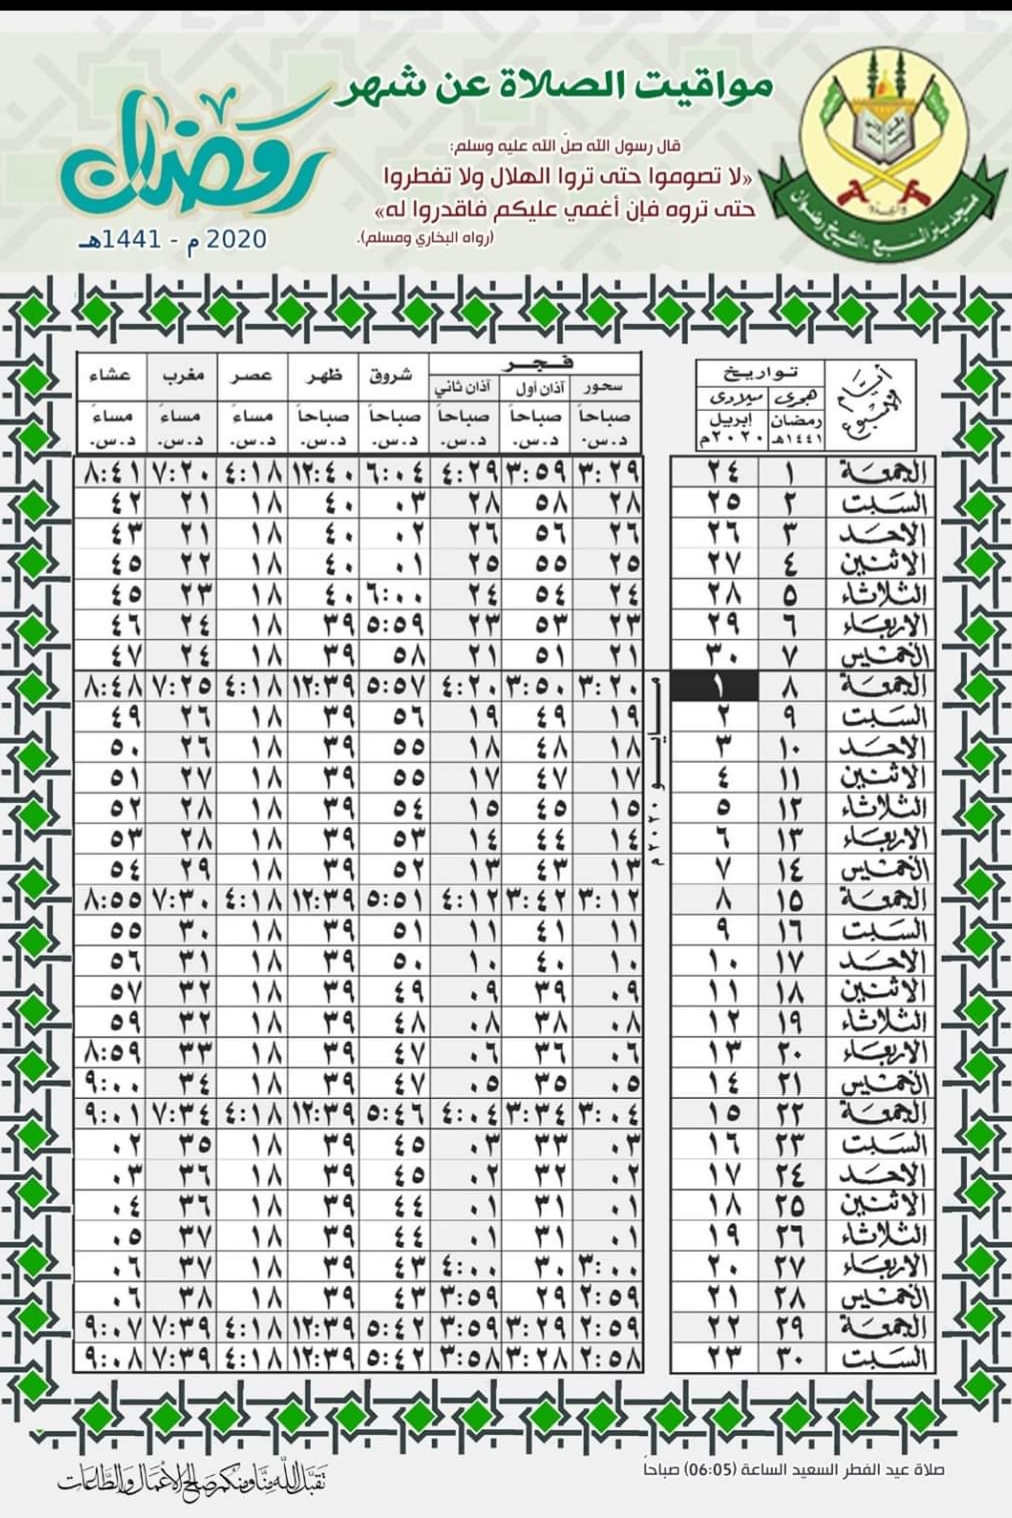 مواقيت الصلاة عن شهر
رمضان
2020 م - 1441هـ
قال رسول الله صلّ الله عليه وسلم:
«لا تصوموا حتى تروا الهلال ولا تفطروا
حتى تروه فإن أغمي عليكم فاقدروا له»
(رواه البخاري ومسلم).
مسجد بئر السبع - الشيخ رضوان
أيام الأسبوع تواريخ فجر شروق ظهر عصر مغرب عشاء
هجرى ميلادى سحور آذان أول آذان ثاني
رمضان ١٤٤١هـ ابريل ٢٠٢٠م صباحاً صباحاً صباحاً صباحاً صباحاً مساءً مساءً مساءً
د.س. د.س. د.س. د.س. د.س. د.س. د.س. د.س.
الجمعة ١ ٢٤ ٣:٢٩ ٣:٥٩ ٤:٢٩ ٦:٠٤ ١٢:٤٠ ٤:١٨ ٧:٢٠ ٨:٤١
السبت ٢ ٢٥ ٢٨ ٥٨ ٢٨ ٠٣ ٤٠ ١٨ ٢١ ٤٢
الاحد ٣ ٢٦ ٢٦ ٥٦ ٢٦ ٠٢ ٤٠ ١٨ ٢١ ٤٣
الاثنين ٤ ٢٧ ٢٥ ٥٥ ٢٥ ٠١ ٤٠ ١٨ ٢٢ ٤٥
الثلاثاء ٥ ٢٨ ٢٤ ٥٤ ٢٤ ٦:٠٠ ٤٠ ١٨ ٢٣ ٤٥
الاربعاء ٦ ٢٩ ٢٣ ٥٣ ٢٣ ٥:٥٩ ٣٩ ١٨ ٢٤ ٤٦
الخميس ٧ ٣٠ ٢١ ٥١ ٢١ ٥٨ ٣٩ ١٨ ٢٤ ٤٧
مايو ٢٠٢٠م
الجمعة ٨ ١ ٣:٢٠ ٣:٥٠ ٤:٢٠ ٥:٥٧ ١٢:٣٩ ٤:١٨ ٧:٢٥ ٨:٤٨
السبت ٩ ٢ ١٩ ٤٩ ١٩ ٥٦ ٣٩ ١٨ ٢٦ ٤٩
الاحد ١٠ ٣ ١٨ ٤٨ ١٨ ٥٥ ٣٩ ١٨ ٢٦ ٥٠
الاثنين ١١ ٤ ١٧ ٤٧ ١٧ ٥٥ ٣٩ ١٨ ٢٧ ٥١
الثلاثاء ١٢ ٥ ١٥ ٤٥ ١٥ ٥٤ ٣٩ ١٨ ٢٨ ٥٢
الاربعاء ١٣ ٦ ١٤ ٤٤ ١٤ ٥٣ ٣٩ ١٨ ٢٨ ٥٣
الخميس ١٤ ٧ ١٣ ٤٣ ١٣ ٥٢ ٣٩ ١٨ ٢٩ ٥٤
الجمعة ١٥ ٨ ٣:١٢ ٣:٤٢ ٤:١٢ ٥:٥١ ١٢:٣٩ ٤:١٨ ٧:٣٠ ٨:٥٥
السبت ١٦ ٩ ١١ ٤١ ١١ ٥١ ٣٩ ١٨ ٣٠ ٥٥
الاحد ١٧ ١٠ ١٠ ٤٠ ١٠ ٥٠ ٣٩ ١٨ ٣١ ٥٦
الاثنين ١٨ ١١ ٠٩ ٣٩ ٠٩ ٤٩ ٣٩ ١٨ ٣٢ ٥٧
الثلاثاء ١٩ ١٢ ٠٨ ٣٨ ٠٨ ٤٨ ٣٩ ١٨ ٣٢ ٥٩
الاربعاء ٢٠ ١٣ ٠٦ ٣٦ ٠٦ ٤٧ ٣٩ ١٨ ٣٣ ٨:٥٩
الخميس ٢١ ١٤ ٠٥ ٣٥ ٠٥ ٤٧ ٣٩ ١٨ ٣٤ ٩:٠٠
الجمعة ٢٢ ١٥ ٣:٠٤ ٣:٣٤ ٤:٠٤ ٥:٤٦ ١٢:٣٩ ٤:١٨ ٧:٣٤ ٩:٠١
السبت ٢٣ ١٦ ٠٣ ٣٣ ٠٣ ٤٥ ٣٩ ١٨ ٣٥ ٠٢
الاحد ٢٤ ١٧ ٠٢ ٣٢ ٠٢ ٤٥ ٣٩ ١٨ ٣٦ ٠٣
الاثنين ٢٥ ١٨ ٠١ ٣١ ٠١ ٤٤ ٣٩ ١٨ ٣٦ ٠٤
الثلاثاء ٢٦ ١٩ ٠١ ٣١ ٠١ ٤٤ ٣٩ ١٨ ٣٧ ٠٥
الاربعاء ٢٧ ٢٠ ٣:٠٠ ٣٠ ٤:٠٠ ٤٣ ٣٩ ١٨ ٣٧ ٠٦
الخميس ٢٨ ٢١ ٢:٥٩ ٢٩ ٣:٥٩ ٤٣ ٣٩ ١٨ ٣٨ ٠٦
الجمعة ٢٩ ٢٢ ٢:٥٩ ٣:٢٩ ٣:٥٩ ٥:٤٢ ١٢:٣٩ ٤:١٨ ٧:٣٩ ٩:٠٧
السبت ٣٠ ٢٣ ٢:٥٨ ٣:٢٨ ٣:٥٨ ٥:٤٢ ١٢:٣٩ ٤:١٨ ٧:٣٩ ٩:٠٨
صلاة عيد الفطر السعيد الساعة (06:05) صباحاً
تقبل الله منا ومنكم صالح الأعمال والطاعات